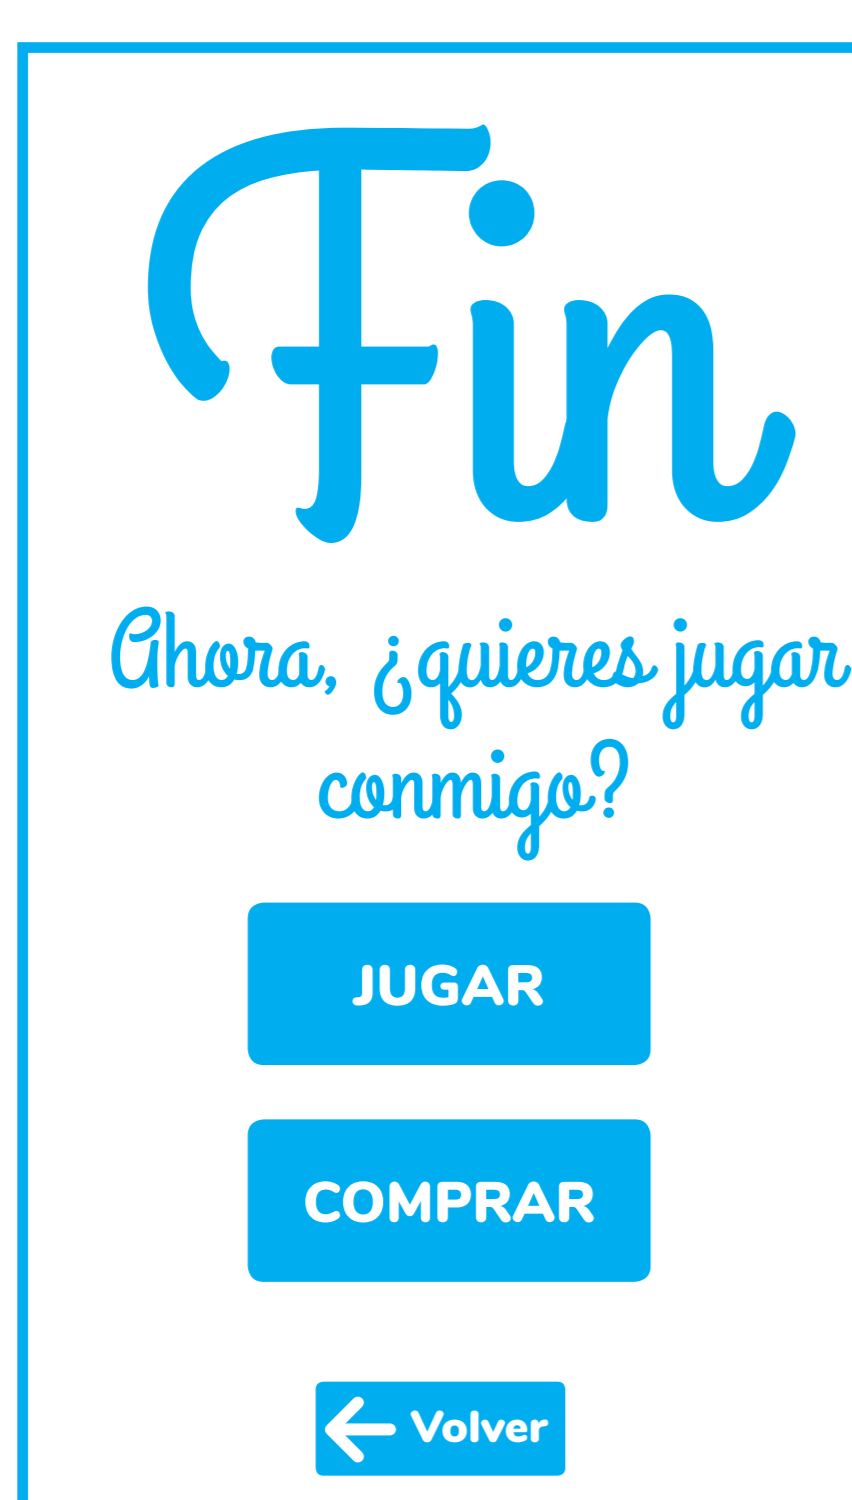 Fin
Ahora, ¿quieres jugar
conmigo?
JUGAR
COMPRAR
Volver